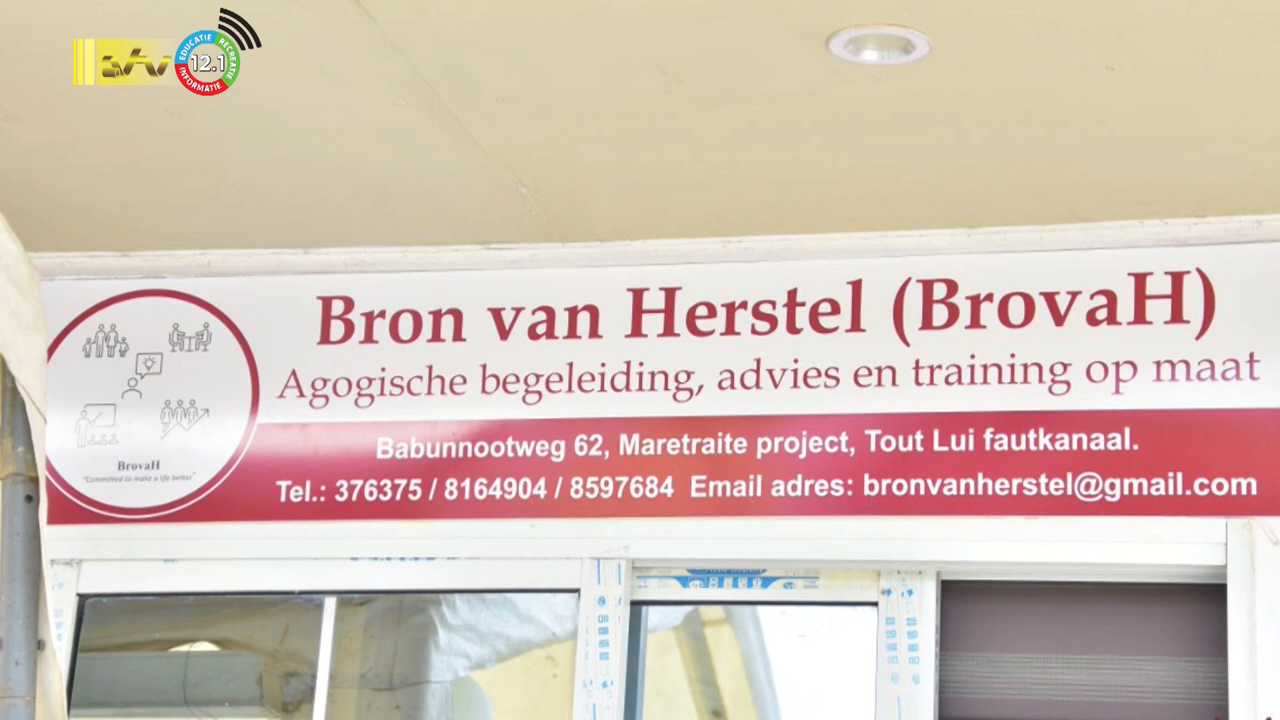 EDUCATIE
RECREATIE
INFORMATIE
12.1
Bron van Herstel (BrovaH)
Agogische begeleiding, advies en training op maat
Babunnootweg 62, Maretraite project, Tout Lui fautkanaal.
Tel.: 376375 / 8164904 / 8597684 Email adres: bronvanherstel@gmail.com
BrovaH
"Committed to make a life better"